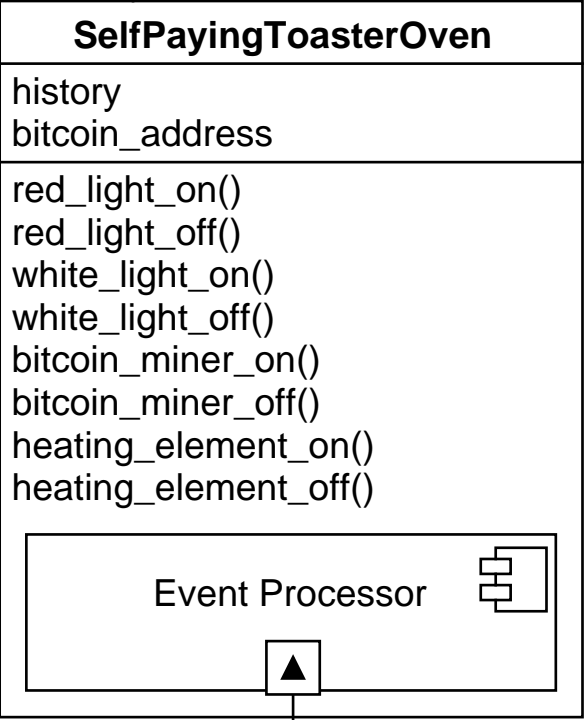 SelfPayingToasterOven
history
bitcoin_address
red_light_on()
red_light_off()
white_light_on()
white_light_off()
bitcoin_miner_on()
bitcoin_miner_off()
heating_element_on()
heating_element_off()
Event Processor